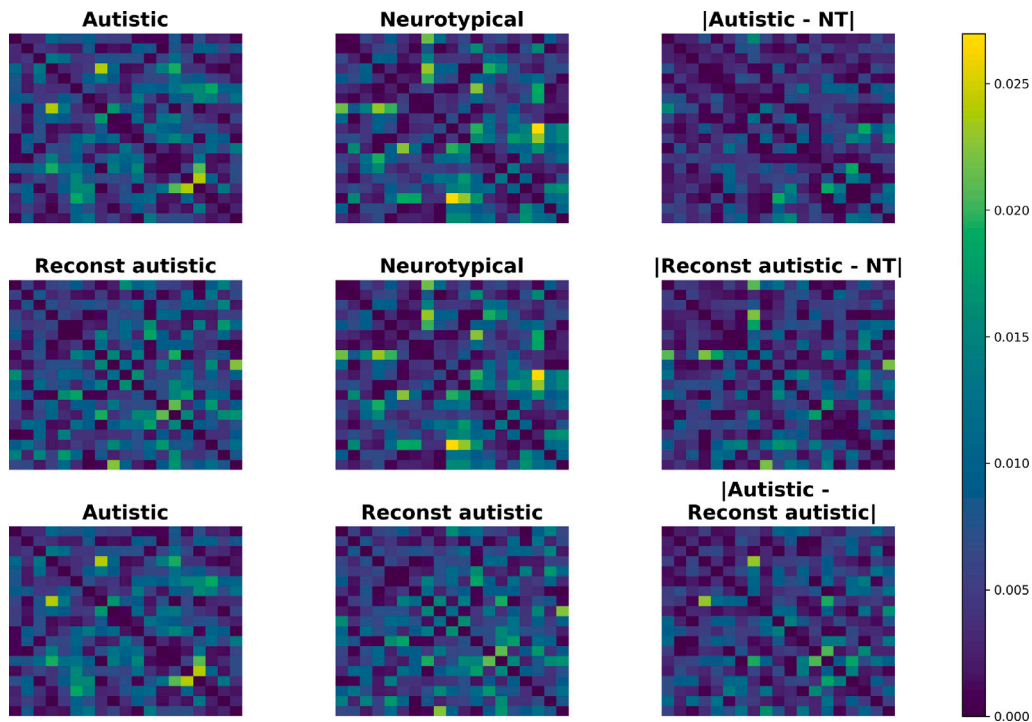 Autistic
Neurotypical
|Autistic - NT|
Reconst autistic
Neurotypical
|Reconst autistic - NT|
Autistic
Reconst autistic
|Autistic -
Reconst autistic|
0.025
0.020
0.015
0.010
0.005
0.000